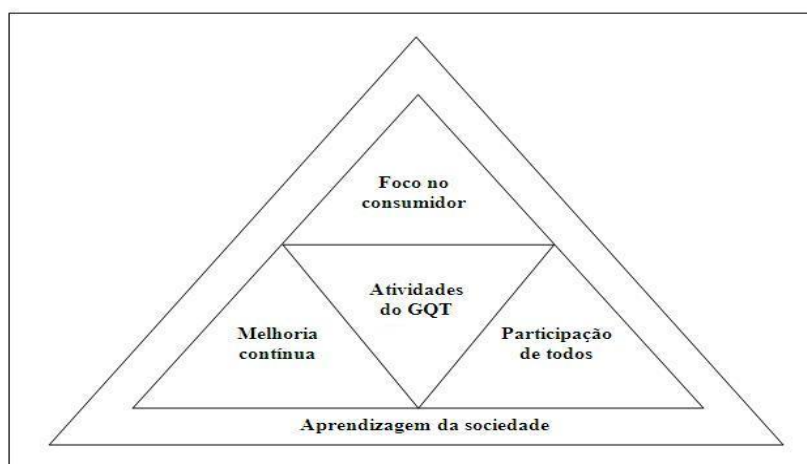 Foco no
consumidor
Atividades
do GQT
Melhoria
contínua
Participação
de todos
Aprendizagem da sociedade